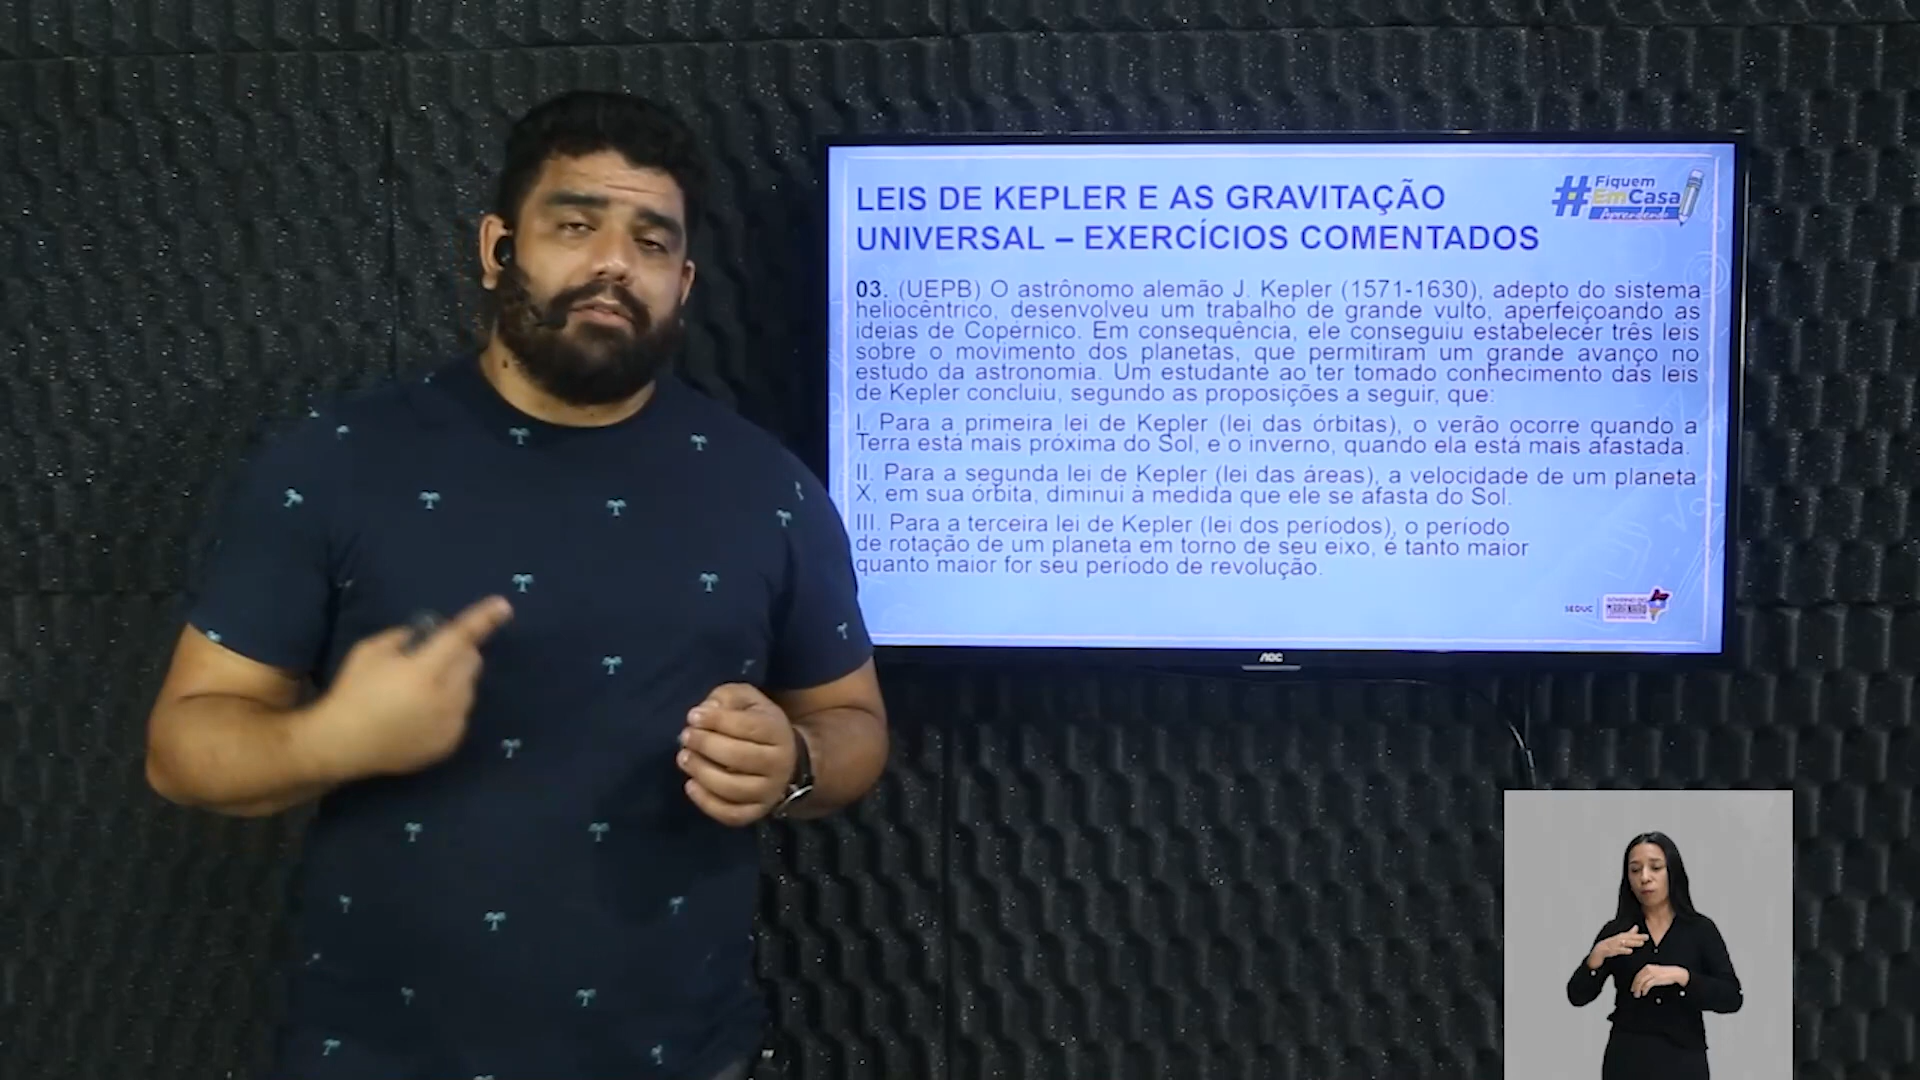 LEIS DE KEPLER E AS GRAVITAÇÃO
UNIVERSAL – EXERCÍCIOS COMENTADOS
#Fiquem
EmCasa
Aprendendo
03. (UEPB) O astrônomo alemão J. Kepler (1571-1630), adepto do sistema
heliocêntrico, desenvolveu um trabalho de grande vulto, aperfeiçoando as
ideias de Copérnico. Em consequência, ele conseguiu estabelecer três leis
sobre o movimento dos planetas, que permitiram um grande avanço no
estudo da astronomia. Um estudante ao ter tomado conhecimento das leis
de Kepler concluiu, segundo as proposições a seguir, que:
I. Para a primeira lei de Kepler (lei das órbitas), o verão ocorre quando a
Terra está mais próxima do Sol, e o inverno, quando ela está mais afastada.
II. Para a segunda lei de Kepler (lei das áreas), a velocidade de um planeta
X, em sua órbita, diminui à medida que ele se afasta do Sol.
III. Para a terceira lei de Kepler (lei dos períodos), o período
de rotação de um planeta em torno de seu eixo, é tanto maior
quanto maior for seu período de revolução.
SEDUC
GOVERNO DO
MARANHÃO
AOC